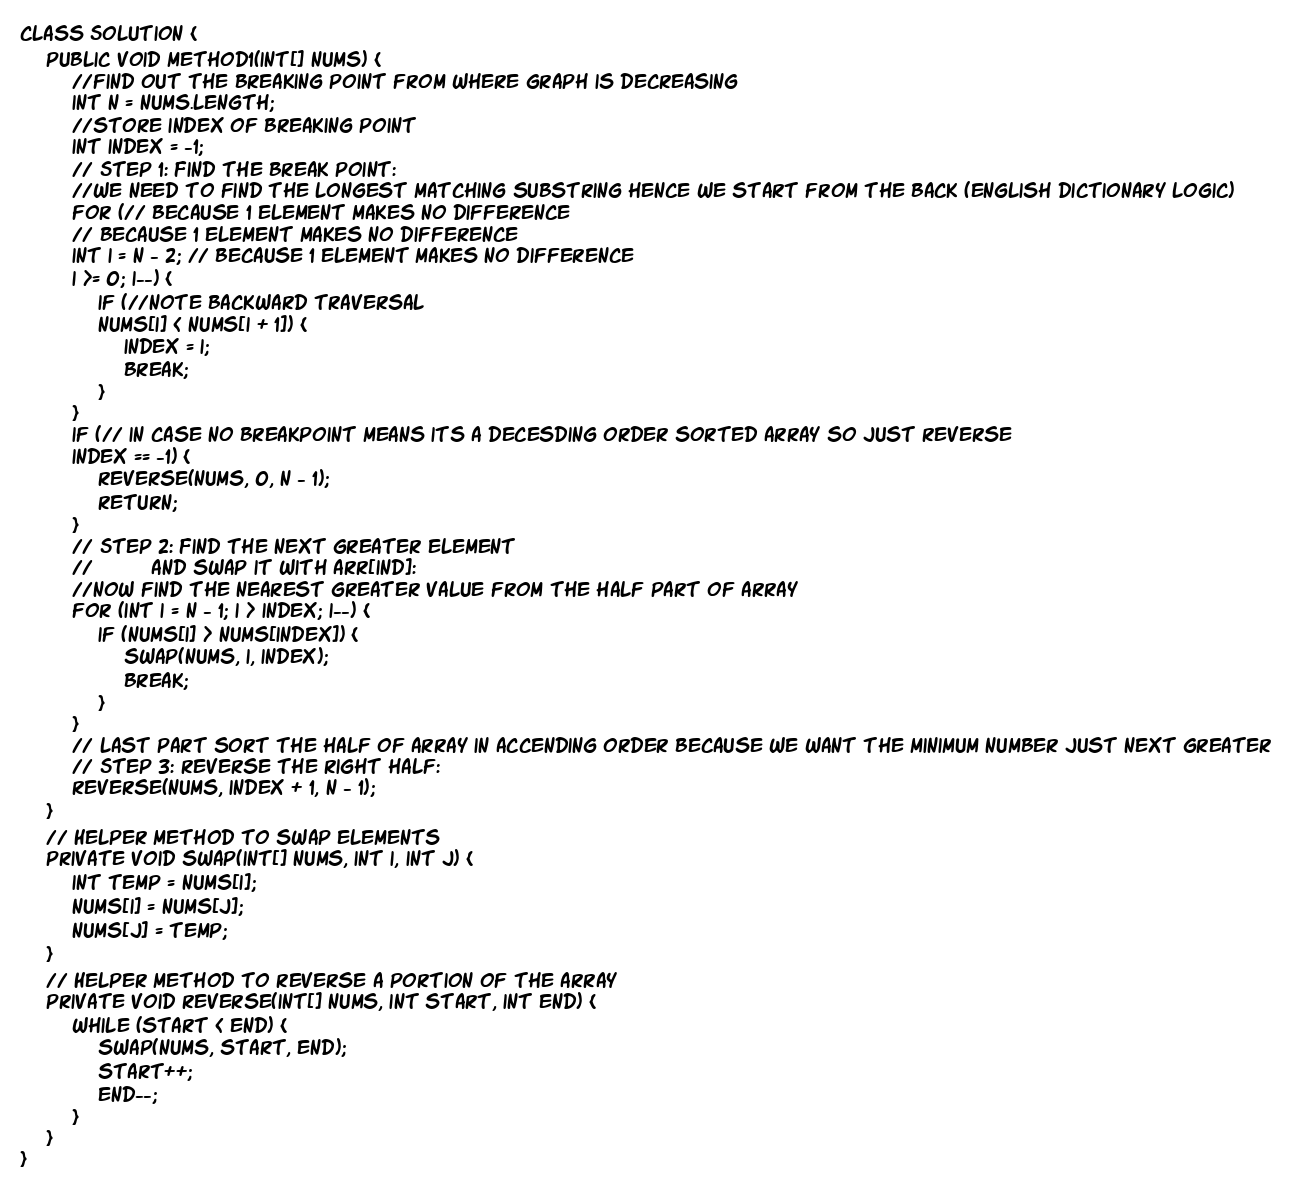 CLASS SOLUTION {
PUBLIC VOID METHOD1(INT[] NUMS) {
//FIND OUT THE BREAKING POINT FROM WHERE GRAPH IS DECREASING
INT N = NUMS.LENGTH;
//STORE INDEX OF BREAKING POINT
INT INDEX = -1;
// STEP 1: FIND THE BREAK POINT:
//WE NEED TO FIND THE LONGEST MATCHING SUBSTRING HENCE WE START FROM THE BACK (ENGLISH DICTIONARY LOGIC)
FOR (// BECAUSE 1 ELEMENT MAKES NO DIFFERENCE
// BECAUSE 1 ELEMENT MAKES NO DIFFERENCE
INT I = N - 2; // BECAUSE 1 ELEMENT MAKES NO DIFFERENCE
I >= 0; I--) {
IF (//NOTE BACKWARD TRAVERSAL
NUMS[I] < NUMS[I + 1]) {
INDEX = I;
BREAK;
}
}
IF (// IN CASE NO BREAKPOINT MEANS ITS A DECESDING ORDER SORTED ARRAY SO JUST REVERSE
INDEX == -1) {
REVERSE(NUMS, 0, N - 1);
RETURN;
}
// STEP 2: FIND THE NEXT GREATER ELEMENT
// AND SWAP IT WITH ARR[IND]:
//NOW FIND THE NEAREST GREATER VALUE FROM THE HALF PART OF ARRAY
FOR (INT I = N - 1; I > INDEX; I--) {
IF (NUMS[I] > NUMS[INDEX]) {
SWAP(NUMS, I, INDEX);
BREAK;
}
}
// LAST PART SORT THE HALF OF ARRAY IN ACCENDING ORDER BECAUSE WE WANT THE MINIMUM NUMBER JUST NEXT GREATER
// STEP 3: REVERSE THE RIGHT HALF:
REVERSE(NUMS, INDEX + 1, N - 1);
}
// HELPER METHOD TO SWAP ELEMENTS
PRIVATE VOID SWAP(INT[] NUMS, INT I, INT J) {
INT TEMP = NUMS[I];
NUMS[I] = NUMS[J];
NUMS[J] = TEMP;
}
// HELPER METHOD TO REVERSE A PORTION OF THE ARRAY
PRIVATE VOID REVERSE(INT[] NUMS, INT START, INT END) {
WHILE (START < END) {
SWAP(NUMS, START, END);
START++;
END--;
}
}
}